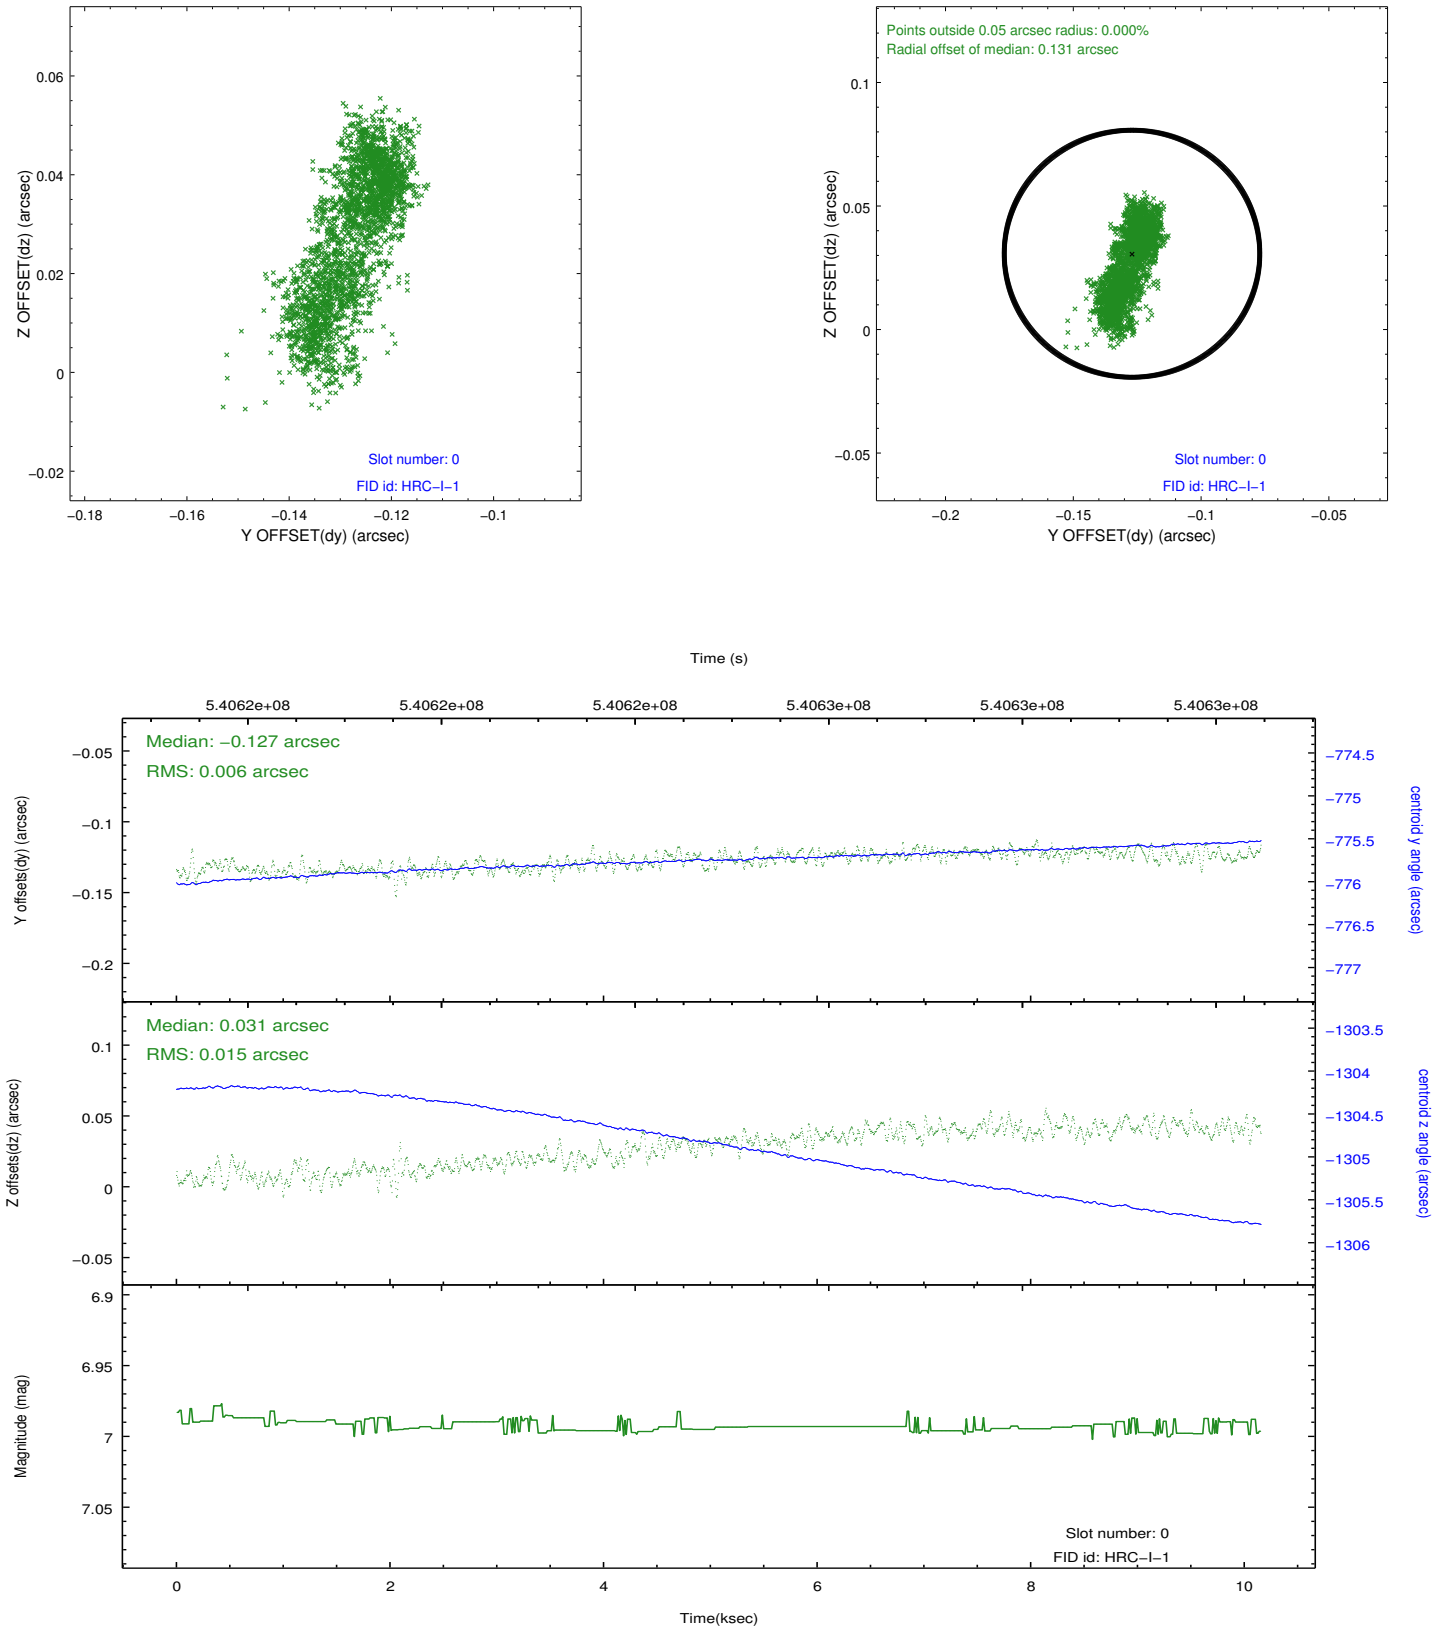 0.06
0.04
0.02
0
−0.02
Z OFFSET(dz) (arcsec)
Slot number: 0
FID id: HRC−I−1
−0.18 −0.16 −0.14 −0.12 −0.1
Y OFFSET(dy) (arcsec)
Points outside 0.05 arcsec radius: 0.000%
Radial offset of median: 0.131 arcsec
0.1
0.05
0
−0.05
Z OFFSET(dz) (arcsec)
Slot number: 0
FID id: HRC−I−1
−0.2 −0.15 −0.1 −0.05
Y OFFSET(dy) (arcsec)
Time (s)
5.4062e+08 5.4062e+08 5.4062e+08 5.4063e+08 5.4063e+08 5.4063e+08
Median: −0.127 arcsec
RMS: 0.006 arcsec
−0.05
−0.1
−0.15
−0.2
Y offsets(dy) (arcsec)
−774.5
−775
−775.5
−776
−776.5
−777
centroid y angle (arcsec)
Median: 0.031 arcsec
RMS: 0.015 arcsec
0.1
0.05
0
−0.05
Z offsets(dz) (arcsec)
−1303.5
−1304
−1304.5
−1305
−1305.5
−1306
centroid z angle (arcsec)
6.9
6.95
7
7.05
Magnitude (mag)
Slot number: 0
FID id: HRC−I−1
0 2 4 6 8 10
Time(ksec)